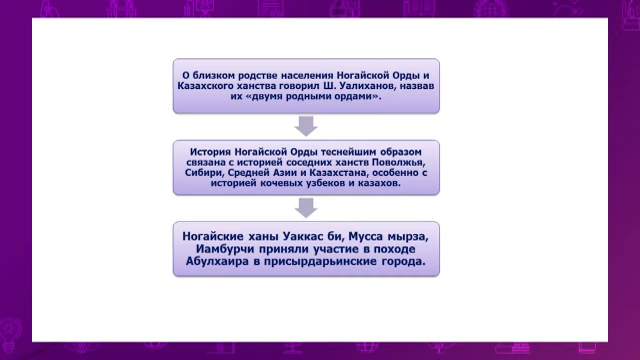 О близком родстве населения Ногайской Орды и
Казахского ханства говорил Ш. Уалиханов, назвав
их «двумя родными ордами».
История Ногайской Орды теснейшим образом
связана с историей соседних ханств Поволжья,
Сибири, Средней Азии и Казахстана, особенно с
историей кочевых узбеков и казахов.
Ногайские ханы Уаккас би, Мусса мырза,
Иамбурчи приняли участие в походе
Абулхаира в присырдарьинские города.